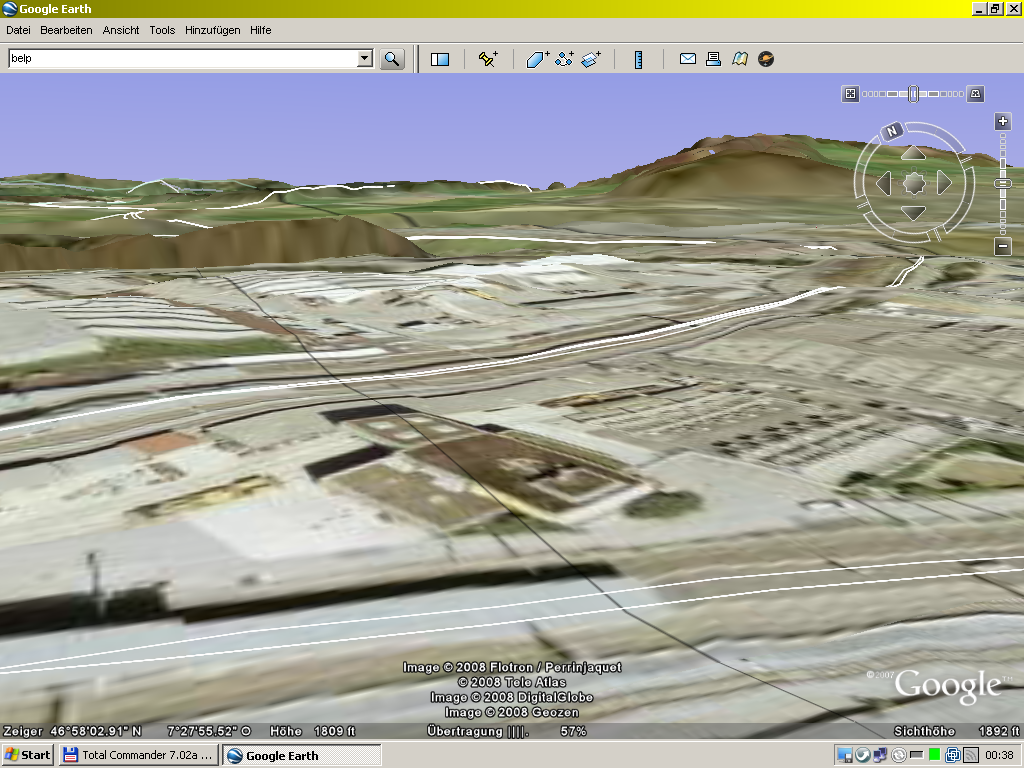 Google Earth
Datei Bearbeiten Ansicht Tools Hinzufügen Hilfe
belp
N
Image © 2008 Flotron / Perrinjaquet
© 2008 Tele Atlas
Image © 2008 DigitalGlobe
Image © 2008 Geozen
©2007 Google™
Zeiger 46°58'02.91" N 7°27'55.52" O Höhe 1809 ft Übertragung ||||. 57% Sichthöhe 1892 ft
Start Total Commander 7.02a ... Google Earth 00:38